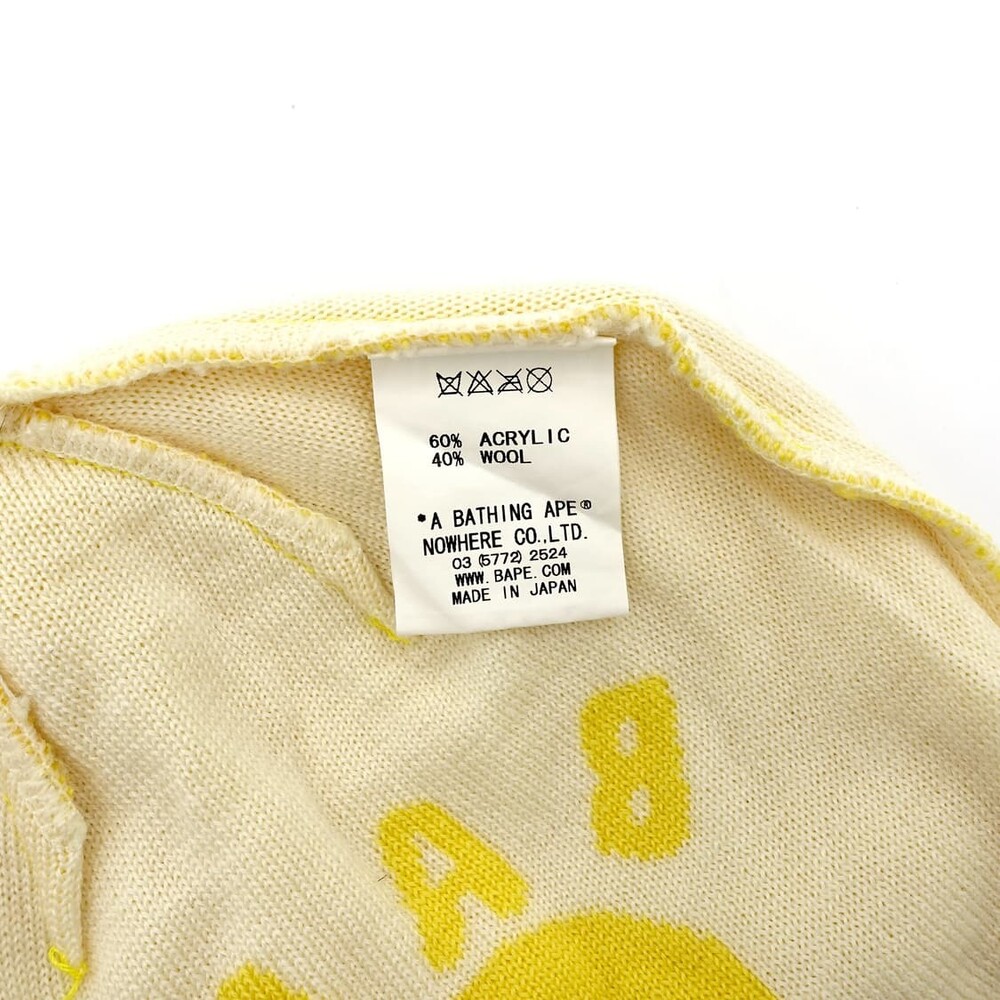 60% ACRYLIC
40% WOOL
*A BATHING APE®
NOWHERE CO.,LTD.
03 (5772) 2524
WWW.BAPE.COM
MADE IN JAPAN
B
A